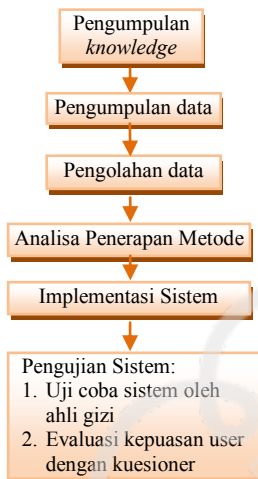 Pengumpulan
knowledge
Pengumpulan data
Pengolahan data
Analisa Penerapan Metode
Implementasi Sistem
Pengujian Sistem:
1. Uji coba sistem oleh
ahli gizi
2. Evaluasi kepuasan user
dengan kuesioner